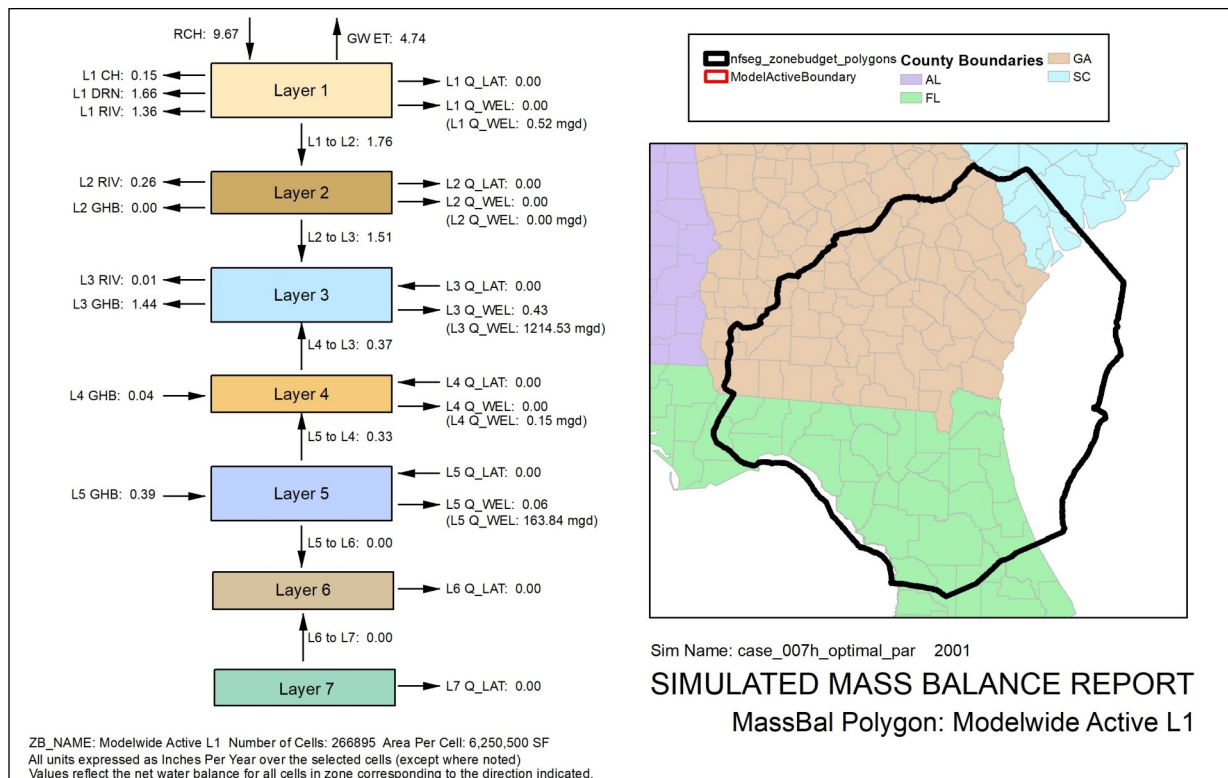 RCH: 9.67
GW ET: 4.74
L1 CH: 0.15
L1 DRN: 1.66
L1 RIV: 1.36
Layer 1
L1 Q_LAT: 0.00
L1 Q_WEL: 0.00
(L1 Q_WEL: 0.52 mgd)
L1 to L2: 1.76
L2 RIV: 0.26
L2 GHB: 0.00
Layer 2
L2 Q_LAT: 0.00
L2 Q_WEL: 0.00
(L2 Q_WEL: 0.00 mgd)
L2 to L3: 1.51
L3 RIV: 0.01
L3 GHB: 1.44
Layer 3
L3 Q_LAT: 0.00
L3 Q_WEL: 0.43
(L3 Q_WEL: 1214.53 mgd)
L4 to L3: 0.37
L4 GHB: 0.04
Layer 4
L4 Q_LAT: 0.00
L4 Q_WEL: 0.00
(L4 Q_WEL: 0.15 mgd)
L5 to L4: 0.33
L5 GHB: 0.39
Layer 5
L5 Q_LAT: 0.00
L5 Q_WEL: 0.06
(L5 Q_WEL: 163.84 mgd)
L5 to L6: 0.00
Layer 6
L6 Q_LAT: 0.00
L6 to L7: 0.00
Layer 7
L7 Q_LAT: 0.00
ZB_NAME: Modelwide Active L1 Number of Cells: 266895 Area Per Cell: 6,250,500 SF
All units expressed as Inches Per Year over the selected cells (except where noted)
Values reflect the net water balance for all cells in zone corresponding to the direction indicated.
nfseg_zonebudget_polygons
ModelActiveBoundary
County Boundaries
AL
FL
GA
SC
Sim Name: case_007h_optimal_par 2001
SIMULATED MASS BALANCE REPORT
MassBal Polygon: Modelwide Active L1